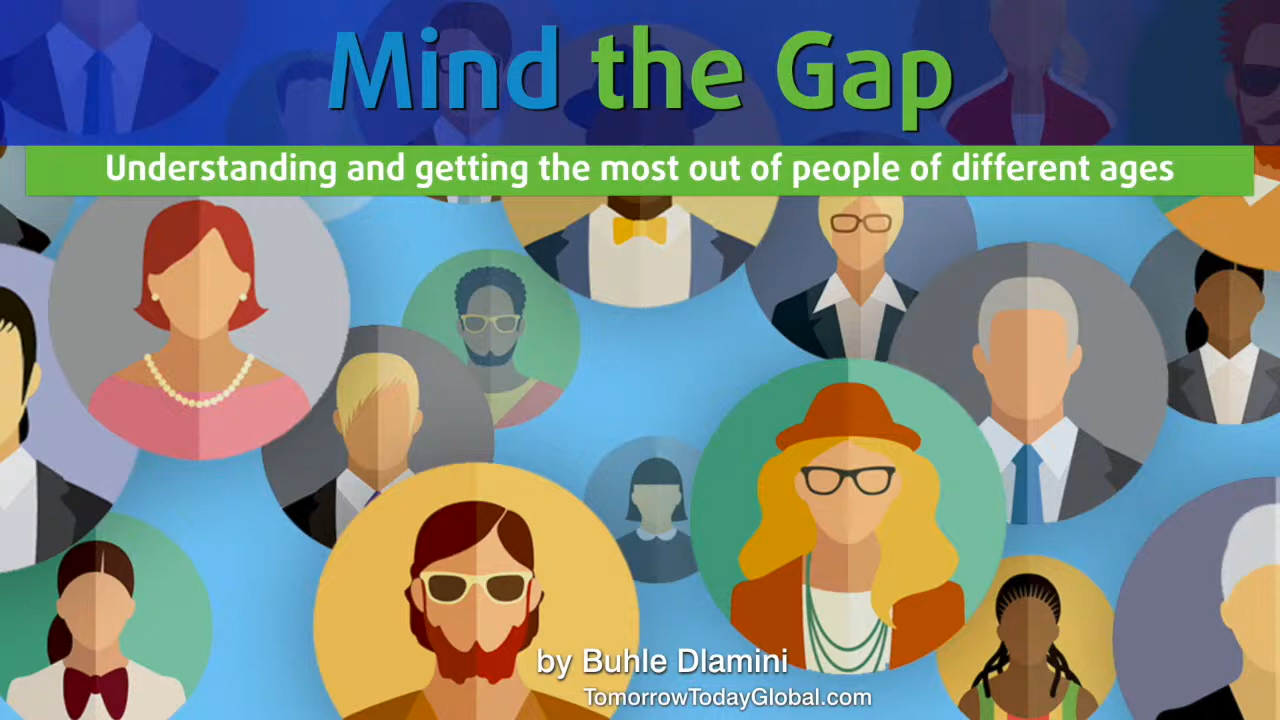 Mind the Gap
Understanding and getting the most out of people of different ages
by Buhle Dlamini
TomorrowTodayGlobal.com